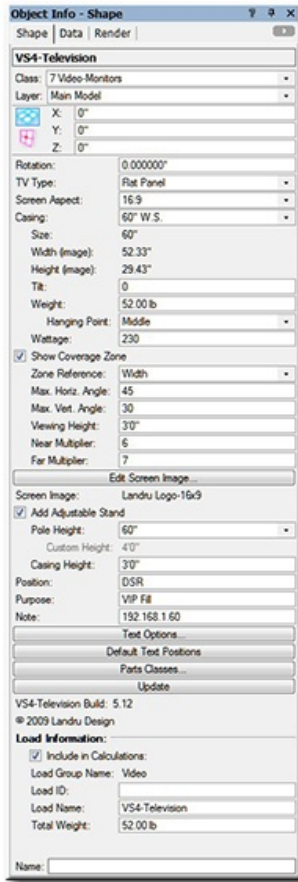 Object Info - Shape
Shape Data Render
VS4-Television
Class: 7 Video-Monitors
Layer: Main Model
X: 0"
Y: 0"
Z: 0"
Rotation: 0.000000°
TV Type: Flat Panel
Screen Aspect: 16:9
Casing: 60" W.S.
Size: 60"
Width (image): 52.33"
Height (image): 29.43"
Tilt: 0
Weight: 52.00 lb
Hanging Point: Middle
Wattage: 230
Show Coverage Zone
Zone Reference: Width
Max. Horiz. Angle: 45
Max. Vert. Angle: 30
Viewing Height: 3'0"
Near Multiplier: 6
Far Multiplier: 7
Edit Screen Image...
Screen Image: Landru Logo-16x9
Add Adjustable Stand
Pole Height: 60"
Custom Height: 4'0"
Casing Height: 3'0"
Position: DSR
Purpose: VIP Fill
Note: 192.168.1.60
Text Options...
Default Text Positions
Parts Classes...
Update
VS4-Television Build: 5.12
© 2009 Landru Design
Load Information:
Include in Calculations:
Load Group Name: Video
Load ID:
Load Name: VS4-Television
Total Weight: 52.00 lb
Name: